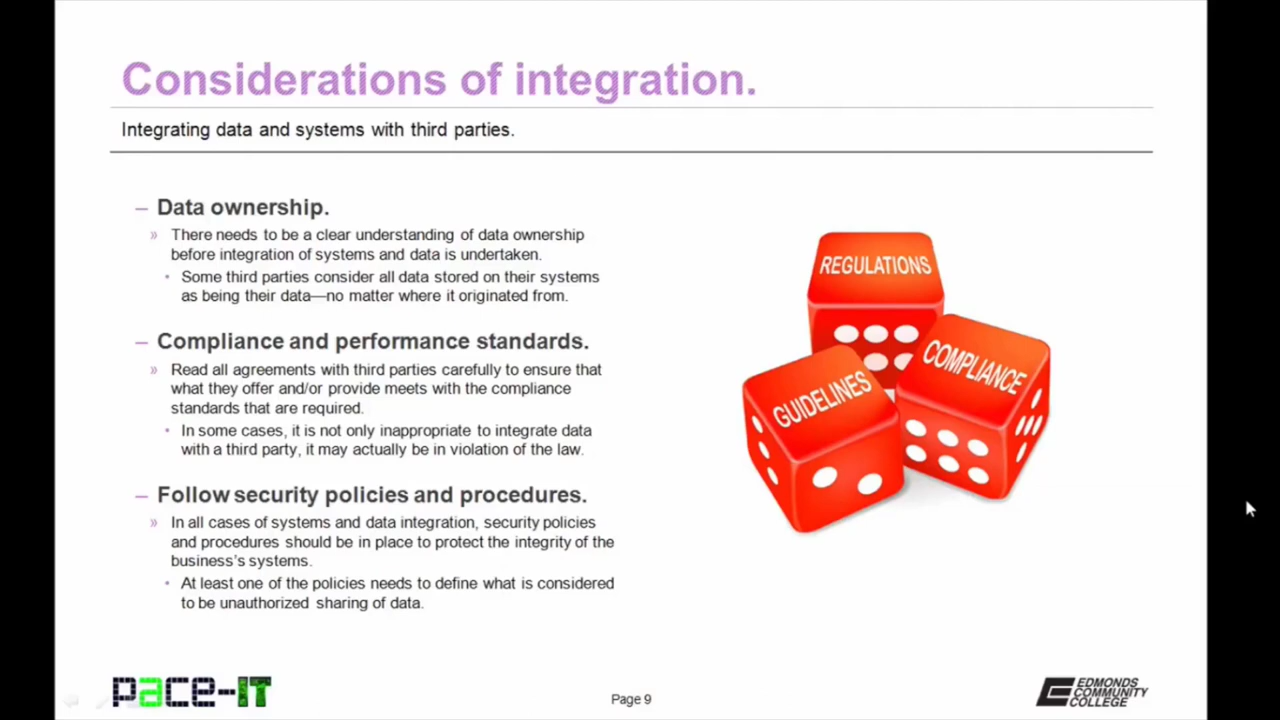 Considerations of integration.
Integrating data and systems with third parties.
– Data ownership.
» There needs to be a clear understanding of data ownership
before integration of systems and data is undertaken.
• Some third parties consider all data stored on their systems
as being their data—no matter where it originated from.
– Compliance and performance standards.
» Read all agreements with third parties carefully to ensure that
what they offer and/or provide meets with the compliance
standards that are required.
• In some cases, it is not only inappropriate to integrate data
with a third party, it may actually be in violation of the law.
– Follow security policies and procedures.
» In all cases of systems and data integration, security policies
and procedures should be in place to protect the integrity of the
business's systems.
• At least one of the policies needs to define what is considered
to be unauthorized sharing of data.
REGULATIONS
GUIDELINES
COMPLIANCE
pace-IT
Page 9
EDMONDS
COMMUNITY
COLLEGE